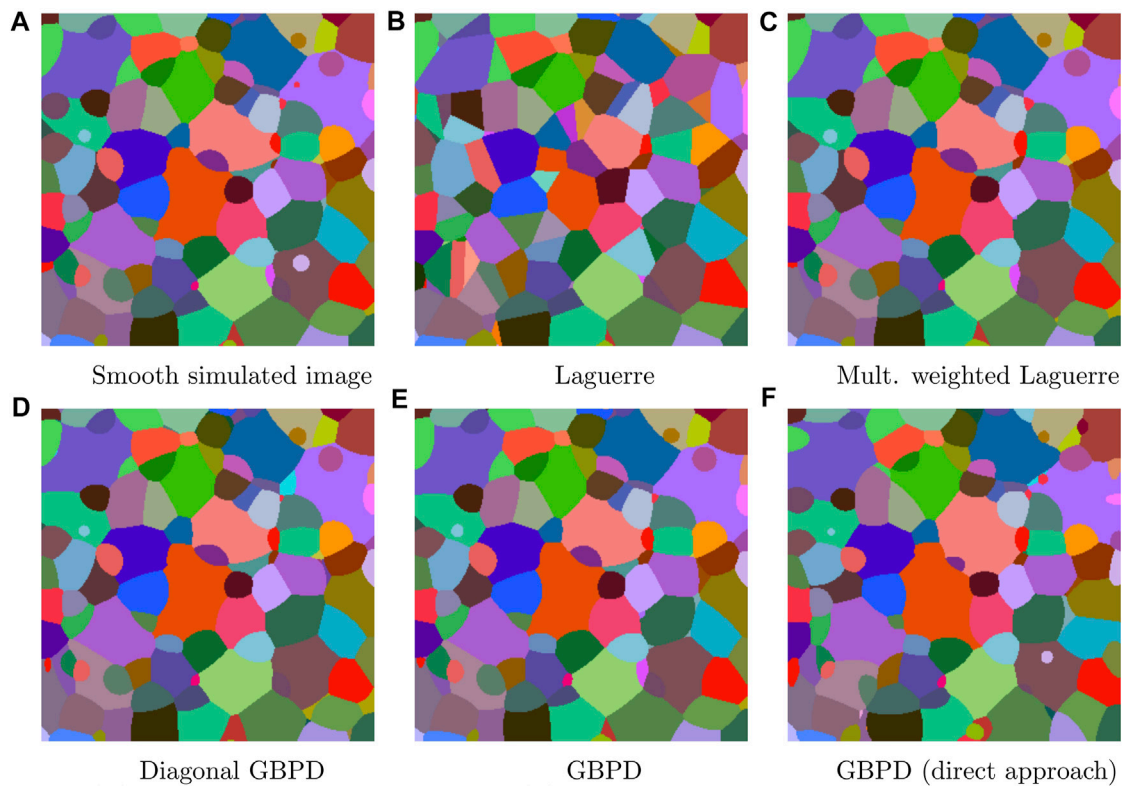 A
B
C
Smooth simulated image
Laguerre
Mult. weighted Laguerre
D
E
F
Diagonal GBPD
GBPD
GBPD (direct approach)